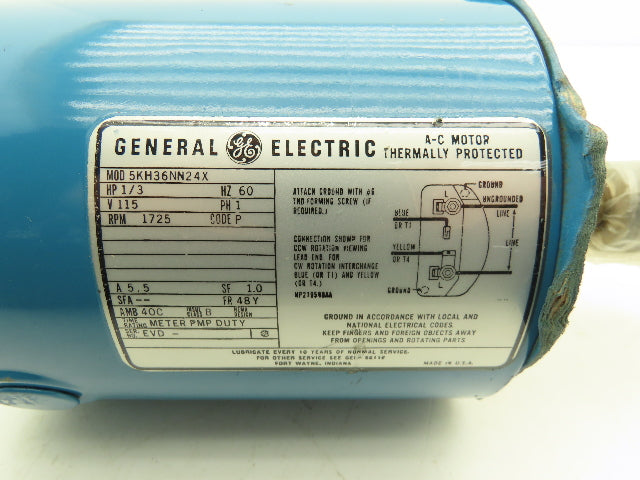 GENERAL GE ELECTRIC
A-C MOTOR
THERMALLY PROTECTED
MOD 5KH36NN24X
HP 1/3 HZ 60
V 115 PH 1
RPM 1725 CODE P
A 5.5 SF 1.0
SFA -- FR 48Y
AMB 40C INSUL CLASS B NEMA DESIGN
TIME RATING METER PMP DUTY
SER. NO. EVD -
ATTACH GROUND WITH #6
THD FORMING SCREW (IF
REQUIRED.)
CONNECTION SHOWN FOR
CCW ROTATION VIEWING
LEAD END. FOR
CW ROTATION INTERCHANGE
BLUE (OR T1) AND YELLOW
(OR T4.)
GROUND
UNGROUNDED
LINE
LINE
BLUE
OR T1
YELLOW
OR T4
L
L
GROUND
GROUND IN ACCORDANCE WITH LOCAL AND
NATIONAL ELECTRICAL CODES.
KEEP FINGERS AND FOREIGN OBJECTS AWAY
FROM OPENINGS AND ROTATING PARTS
LUBRICATE EVERY 10 YEARS OF NORMAL SERVICE.
FOR OTHER SERVICE SEE
FORT WAYNE, INDIANA
MADE IN U.S.A.